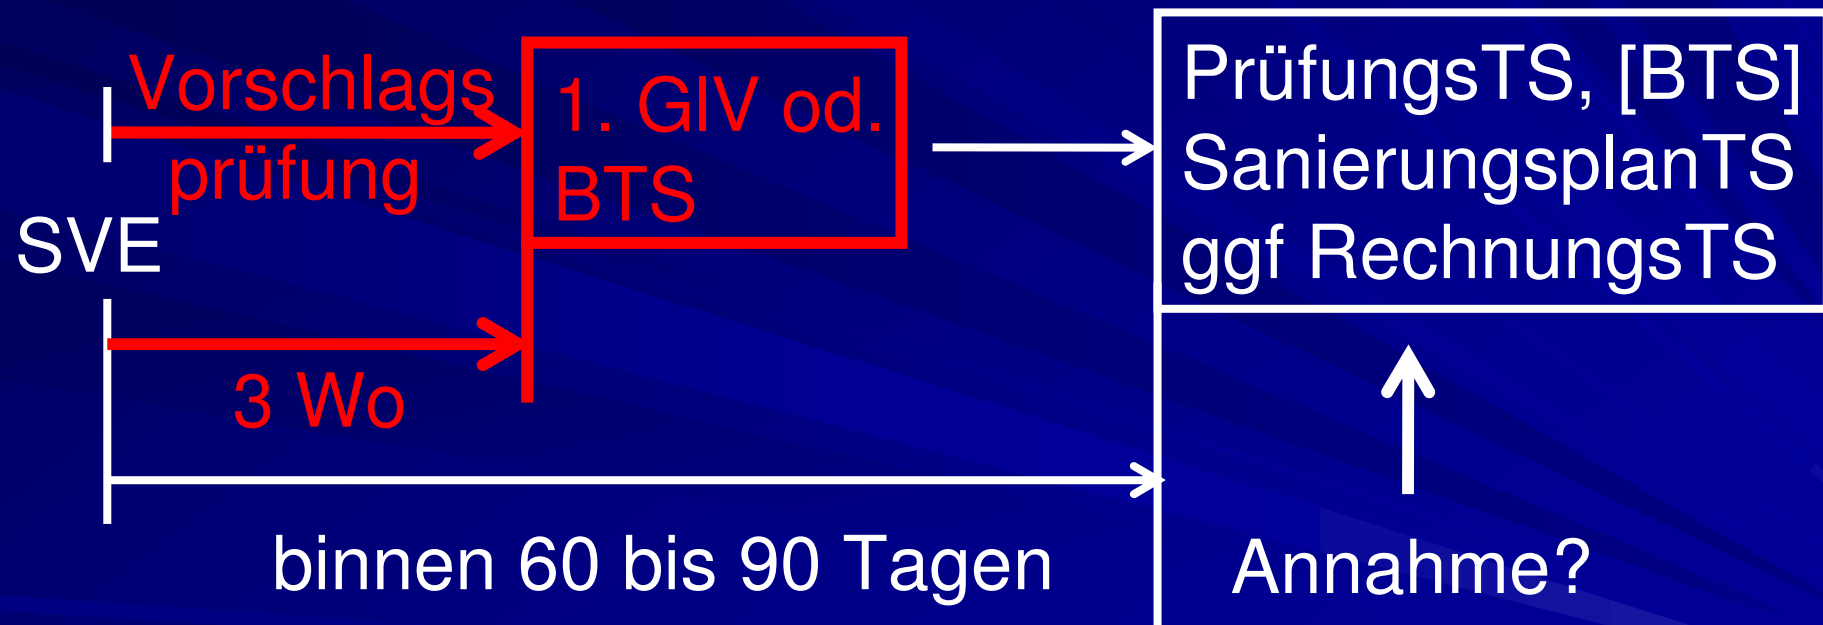 Vorschlags
prüfung
1. GlV od.
BTS
PrüfungsTS, [BTS]
SanierungsplanTS
ggf RechnungsTS
SVE
3 Wo
binnen 60 bis 90 Tagen
Annahme?